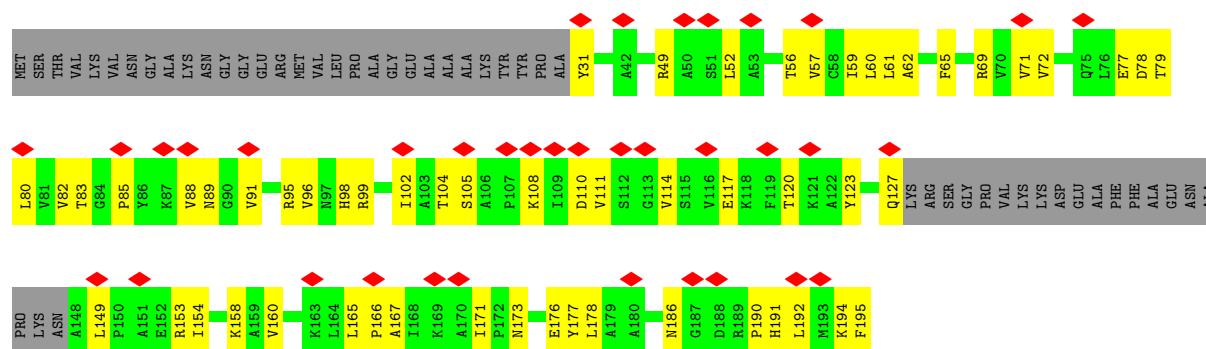 MET SER THR VAL LYS VAL ASN GLY ALA LYS ASN GLY GLY GLU ARG MET VAL LEU PRO ALA GLY GLU ALA ALA ALA LYS TYR TYR PRO ALA Y31 A42 R49 A50 S51 L52 A53 T56 V57 C58 I59 L60 L61 A62 F65 R69 V70 V71 V72 Q75 L76 E77 D78 T79
L80 V81 V82 T83 G84 P85 Y86 K87 V88 N89 G90 V91 R95 V96 N97 H98 R99 I102 A103 T104 S105 A106 P107 K108 I109 D110 V111 S112 G113 V114 S115 V116 E117 K118 F119 T120 K121 A122 Y123 Q127 LYS ARG SER GLY PRO VAL LYS LYS ASP GLU ALA PHE PHE ALA GLU ASN
PRO LYS ASN A148 L149 P150 A151 E152 R153 I154 K158 A159 V160 K163 L164 L165 P166 A167 I168 K169 A170 I171 P172 N173 E176 Y177 L178 A179 A180 N186 G187 D188 R189 P190 H191 L192 M193 K194 F195